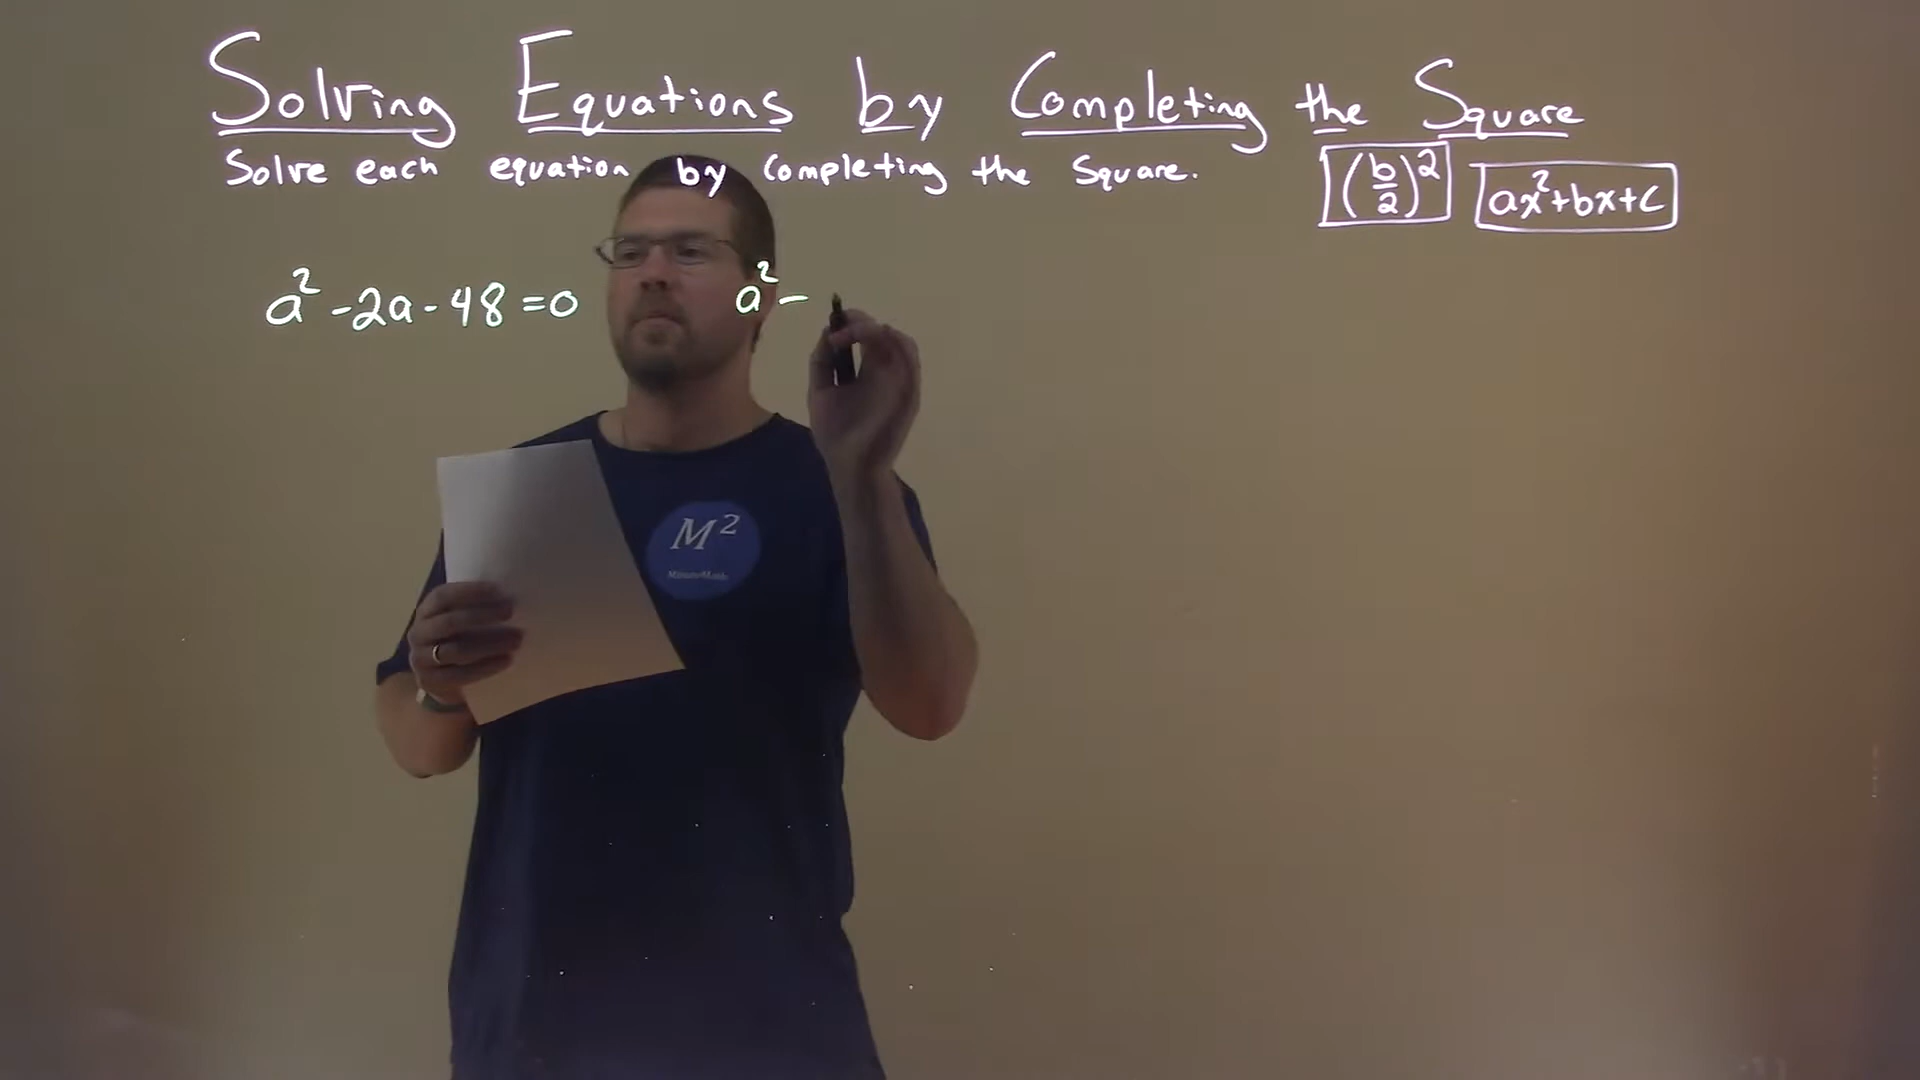 Solving Equations by Completing the Square
Solve each equation by completing the square.
(b/2)² ax²+bx+c
a²-2a-48=0 a²-
M²
MinuteMath